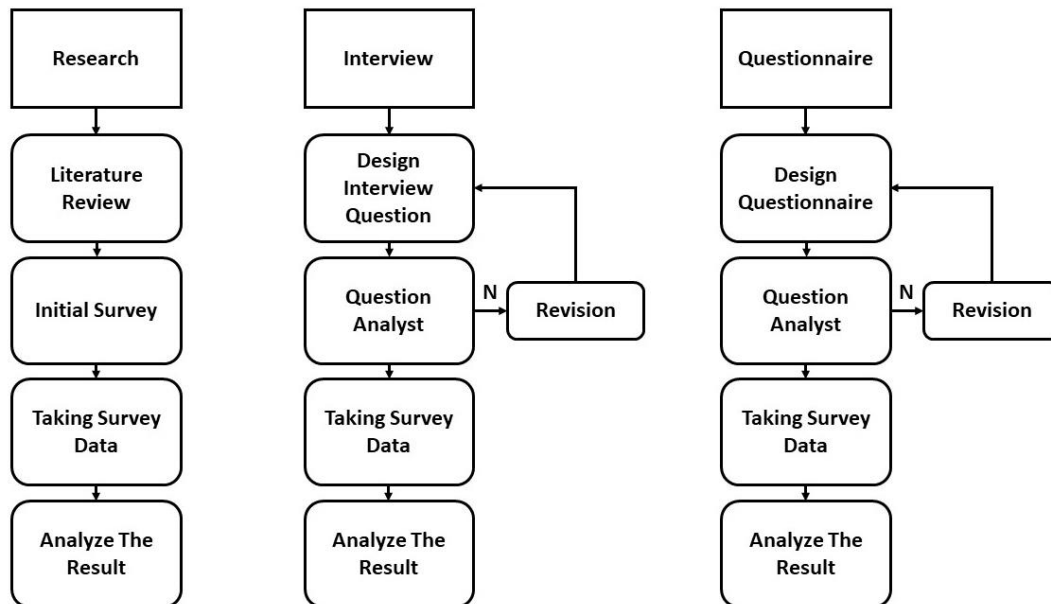 Research
Literature
Review
Initial Survey
Taking Survey
Data
Analyze The
Result
Interview
Design
Interview
Question
Question
Analyst
N
Revision
Taking Survey
Data
Analyze The
Result
Questionnaire
Design
Questionnaire
Question
Analyst
N
Revision
Taking Survey
Data
Analyze The
Result